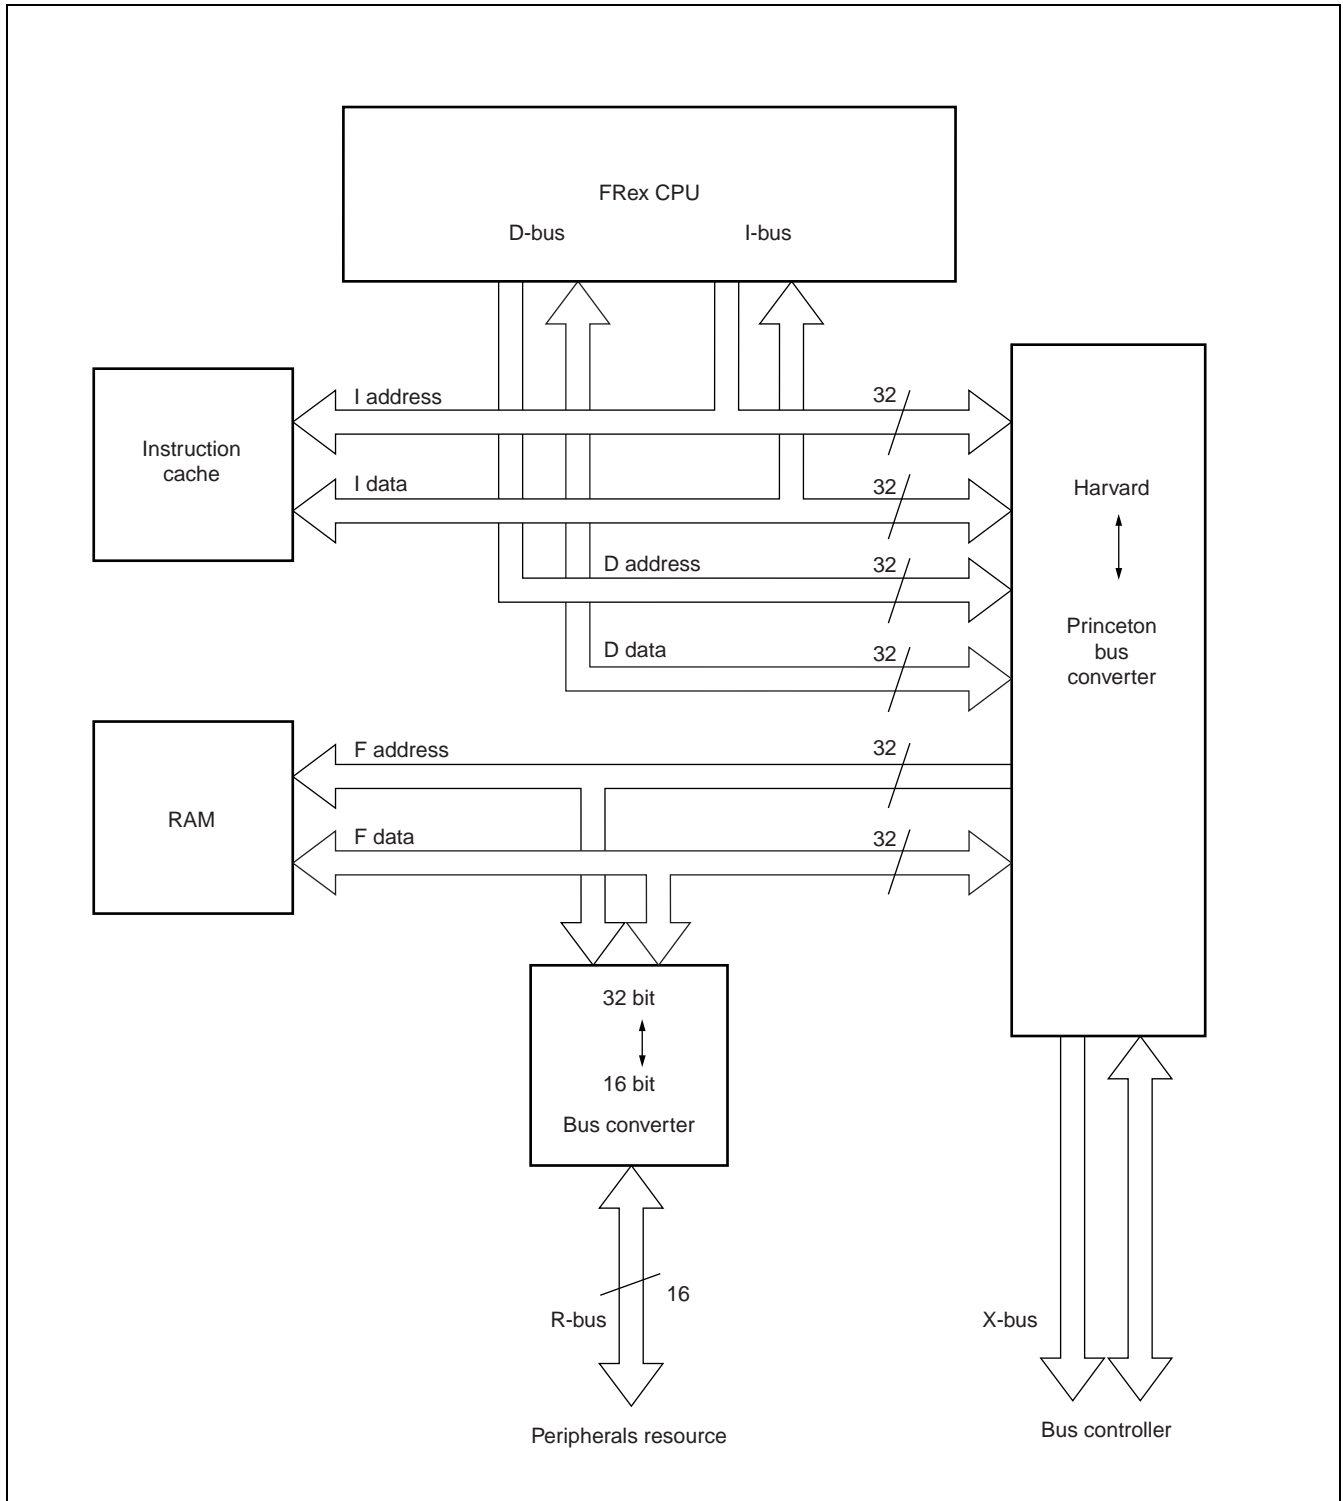 FRex CPU
D-bus
I-bus
I address
32
Instruction
cache
I data
32
Harvard
D address
32
Princeton
bus
converter
D data
32
F address
32
RAM
F data
32
32 bit
16 bit
Bus converter
16
R-bus
X-bus
Peripherals resource
Bus controller